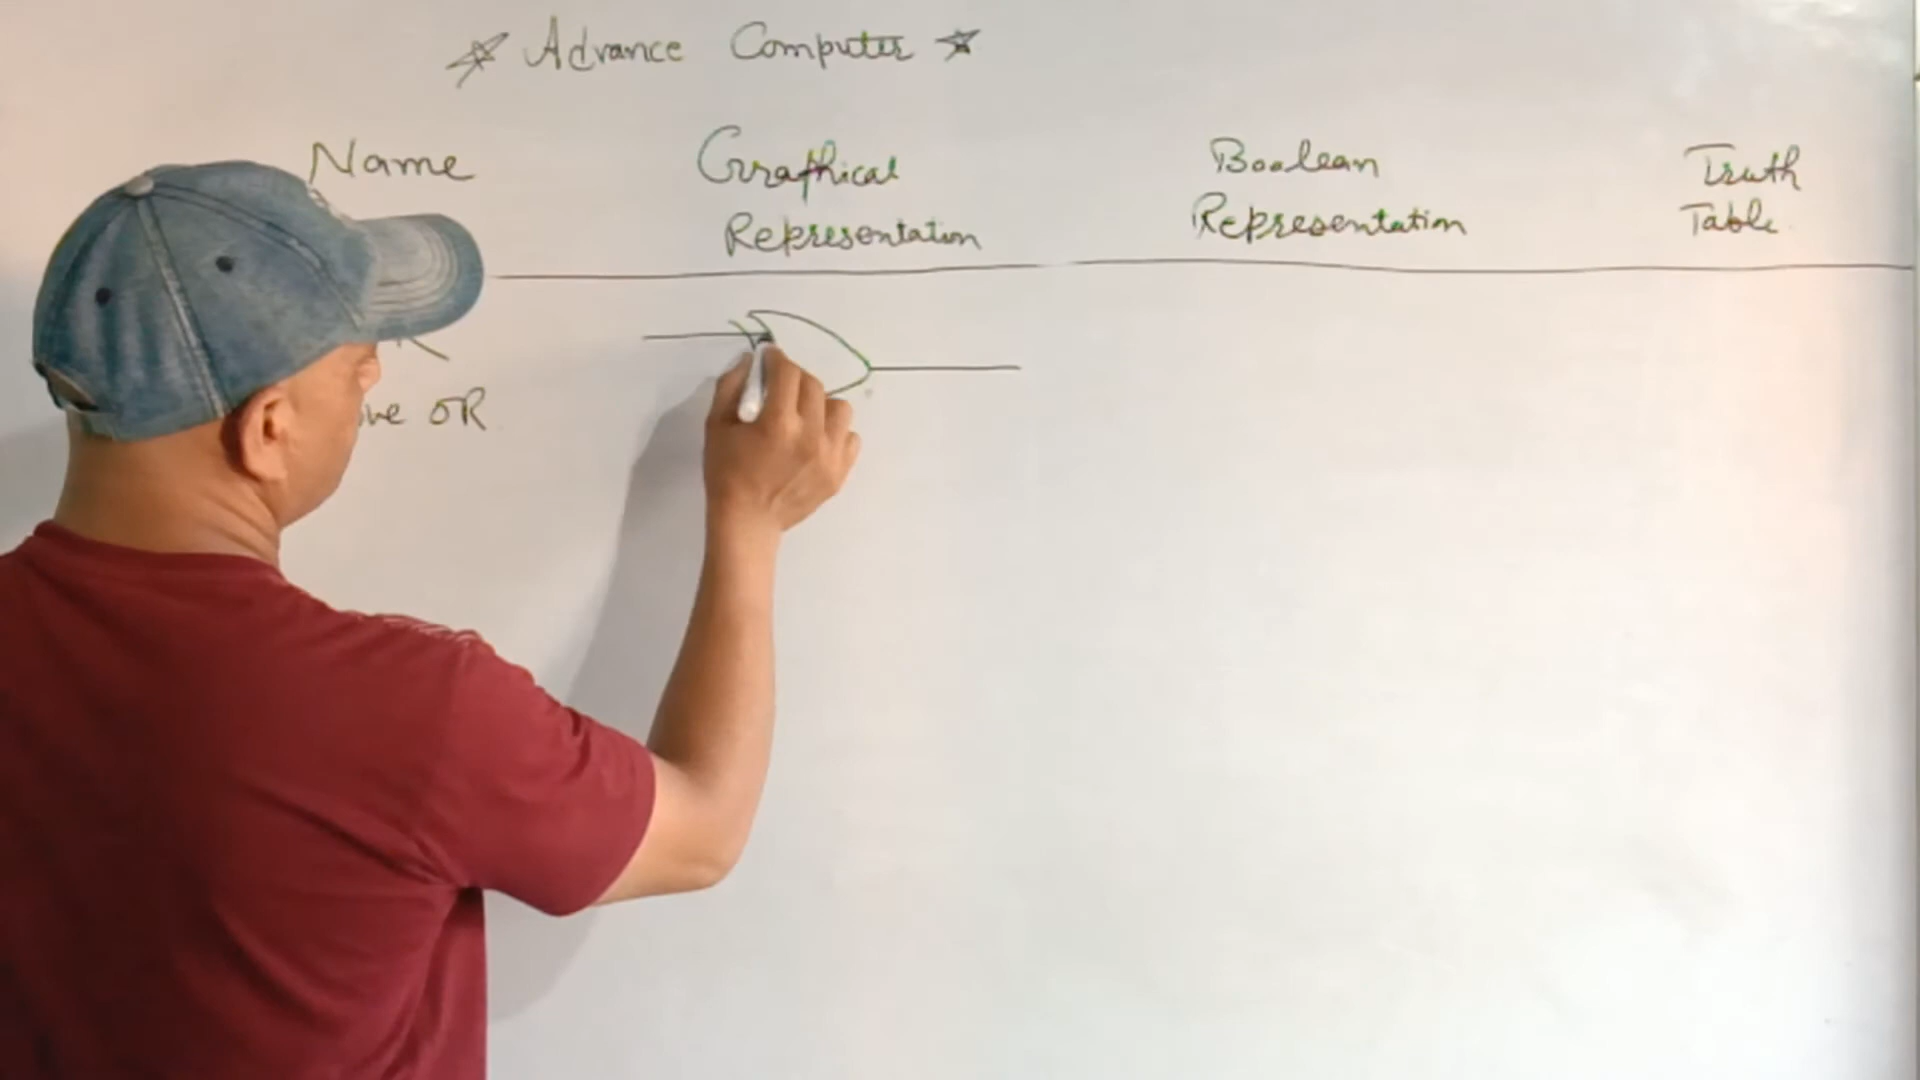 Advance Computer
Name
Graphical
Representation
Boolean
Representation
Truth
Table
OR